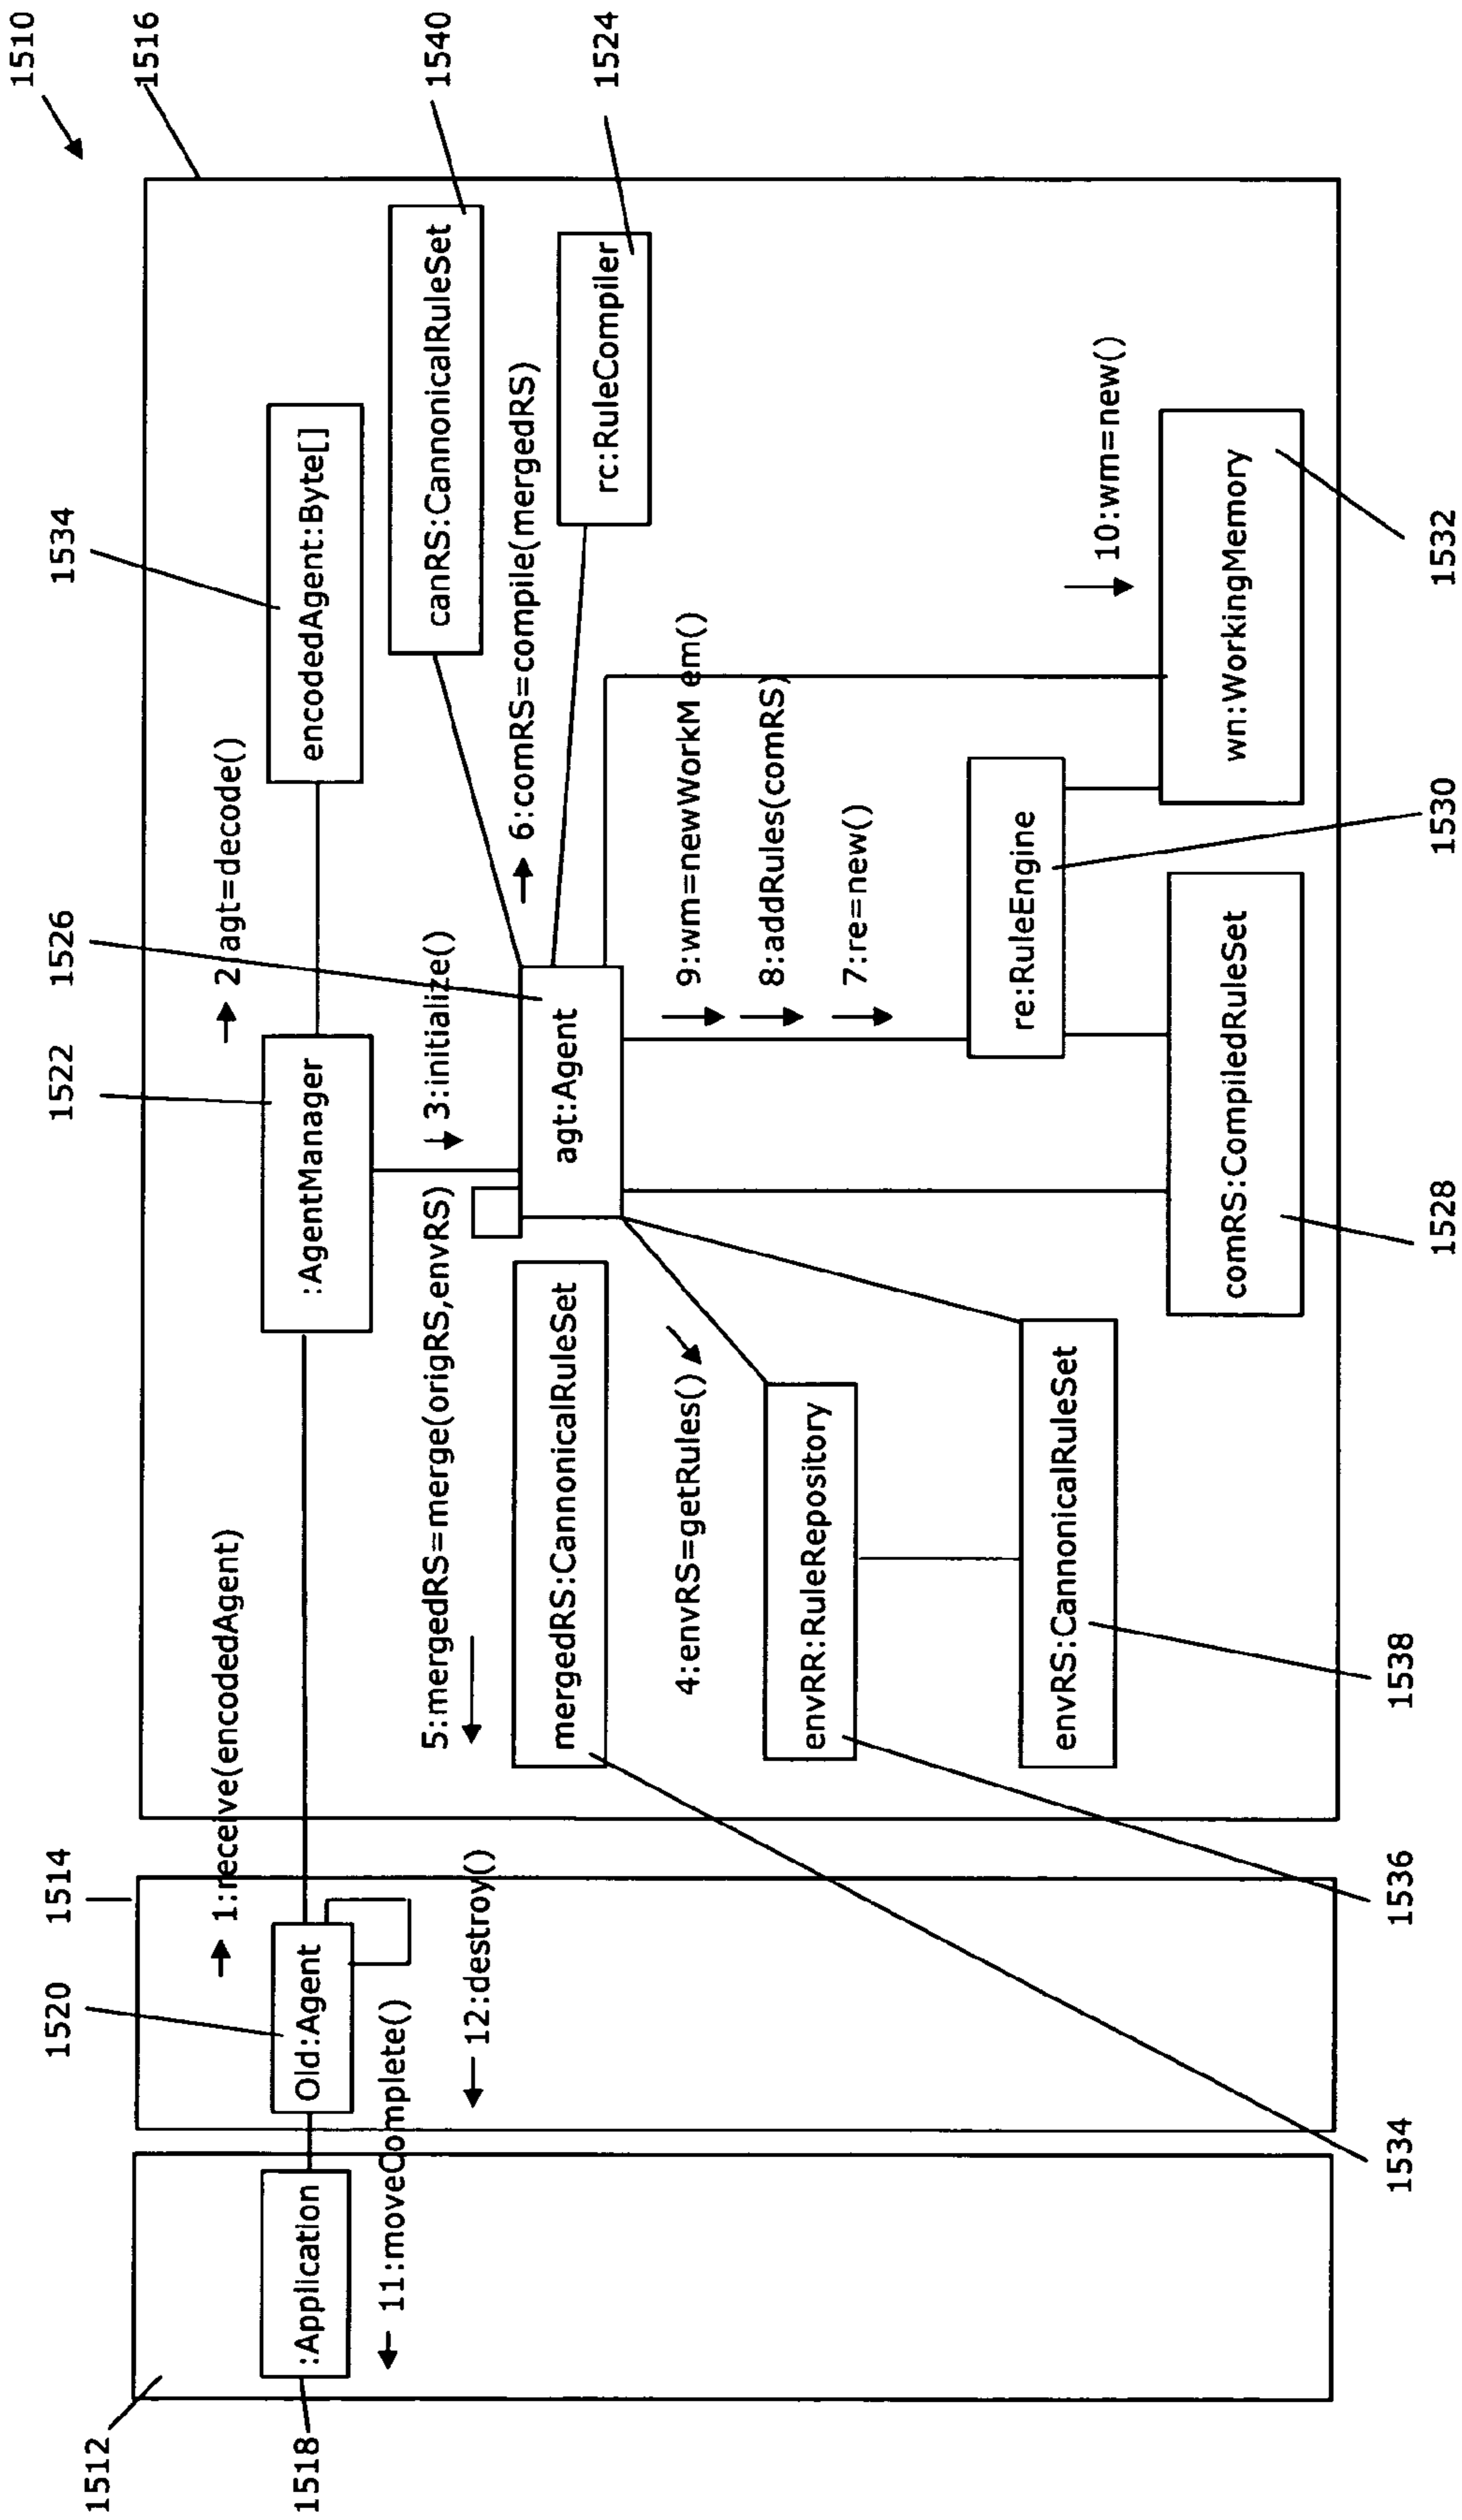 1510
1516
1540
1524
1534
1526
1522
1514
1520
1512
1518
:Application
11:moveComplete()
Old:Agent
12:destroy()
1:receive(encodedAgent)
:AgentManager
2:agt=decode()
encodedAgent:Byte[]
3:initialize()
canRS:CannonicalRuleSet
5:mergedRS=merge(origRS,envRS)
6:comRS=compile(mergedRS)
mergedRS:CannonicalRuleSet
agt:Agent
rc:RuleCompiler
4:envRS=getRules()
9:wm=newWorkM em()
8:addRules(comRS)
7:re=new()
envRR:RuleRepository
re:RuleEngine
10:wm=new()
envRS:CannonicalRuleSet
comRS:CompiledRuleSet
wn:WorkingMemory
1534
1536
1538
1528
1530
1532